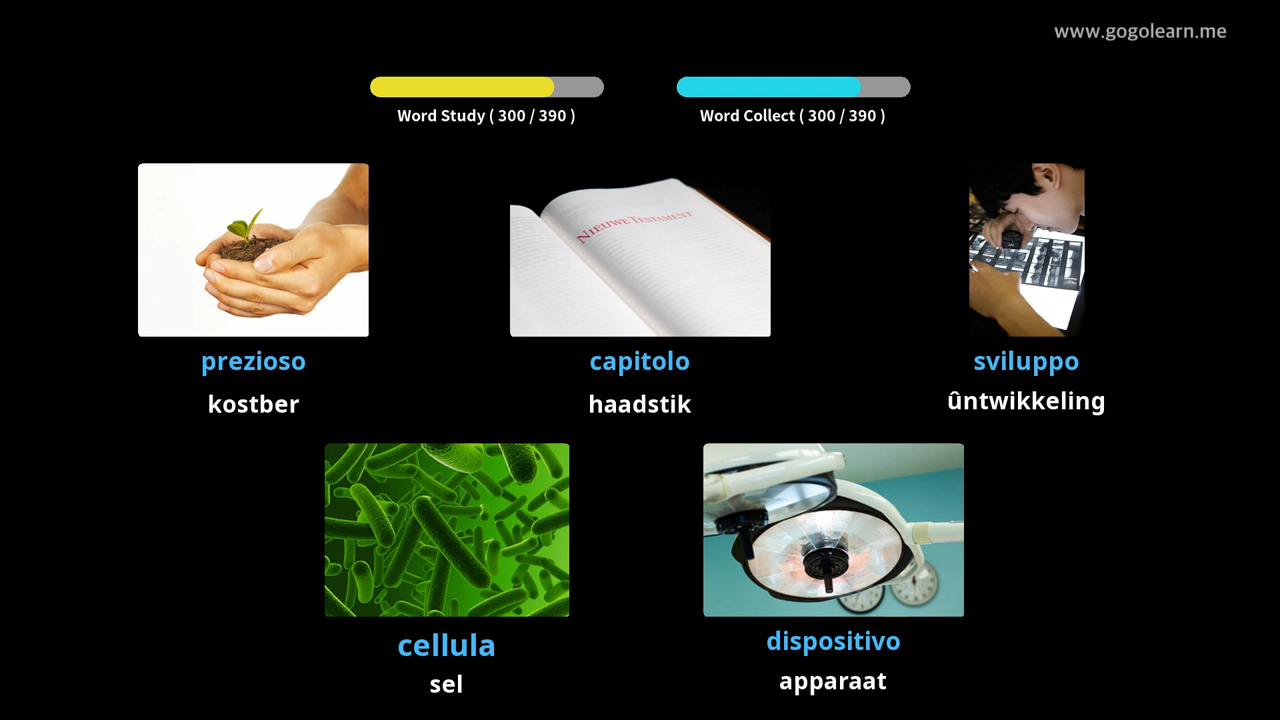 www.gogolearn.me
Word Study ( 300 / 390 )
Word Collect ( 300 / 390 )
NIEUWE TESTAMENT
prezioso
capitolo
sviluppo
kostber
haadstik
ûntwikkeling
cellula
dispositivo
sel
apparaat